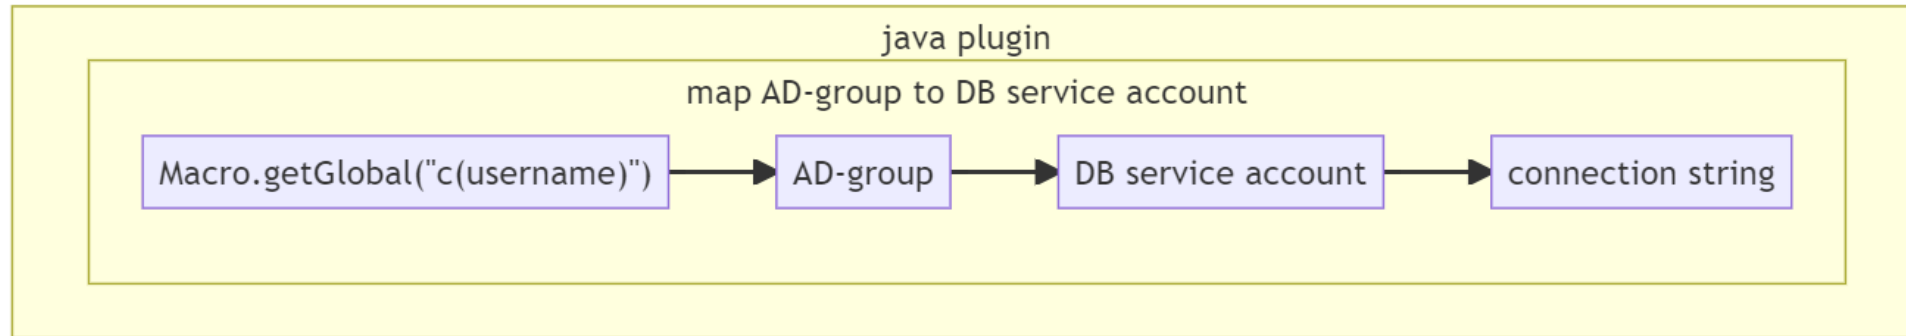 java plugin
map AD-group to DB service account
Macro.getGlobal("c(username)")
AD-group
DB service account
connection string